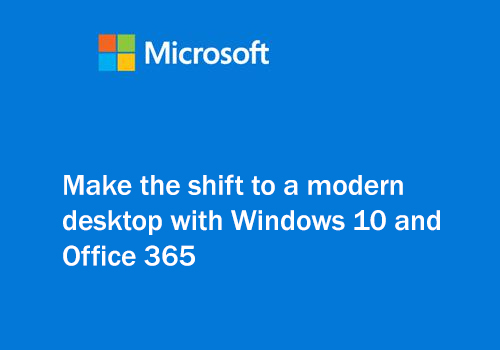 Microsoft
Make the shift to a modern
desktop with Windows 10 and
Office 365